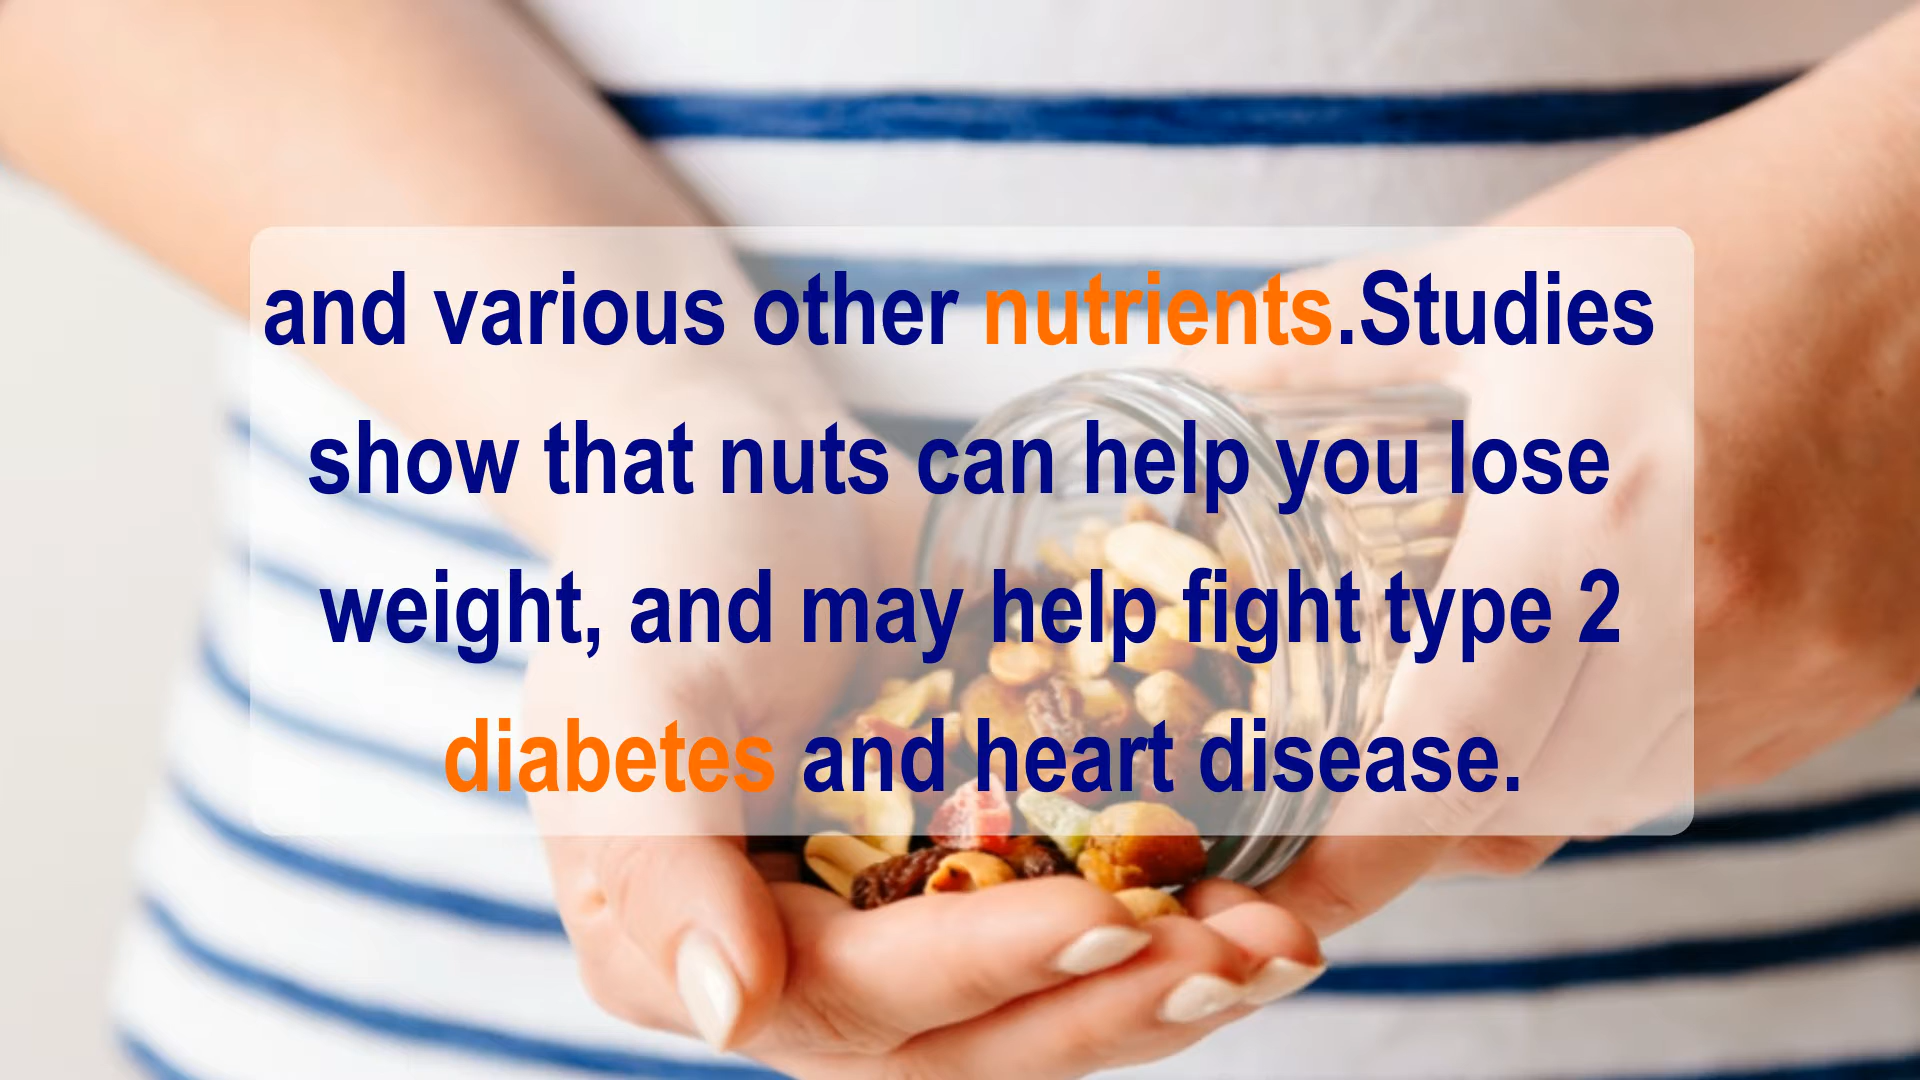 and various other nutrients.Studies
show that nuts can help you lose
weight, and may help fight type 2
diabetes and heart disease.